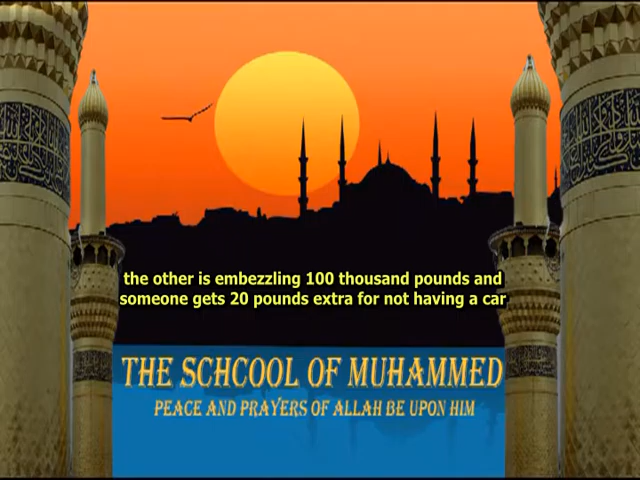 the other is embezzling 100 thousand pounds and
someone gets 20 pounds extra for not having a car
THE SCHCOOL OF MUHAMMED
PEACE AND PRAYERS OF ALLAH BE UPON HIM